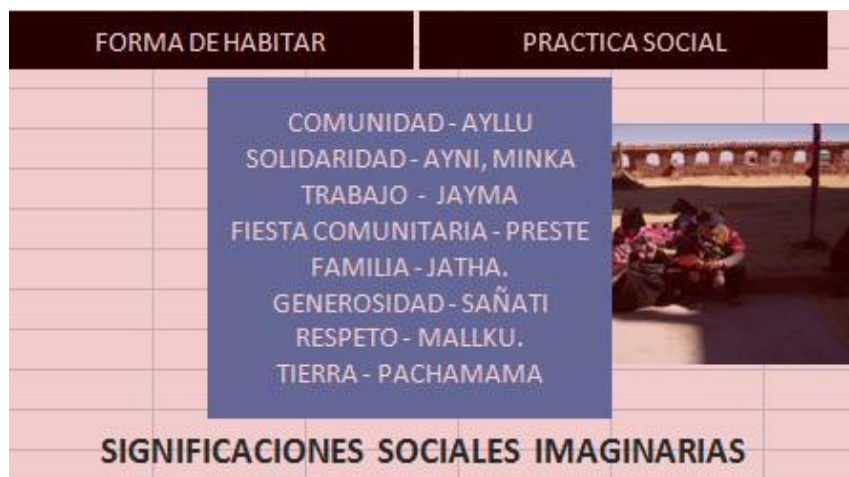 FORMA DE HABITAR
PRACTICA SOCIAL
COMUNIDAD - AYLLU
SOLIDARIDAD - AYNI, MINKA
TRABAJO - JAYMA
FIESTA COMUNITARIA - PRESTE
FAMILIA - JATHA.
GENEROSIDAD - SAÑATI
RESPETO - MALLKU.
TIERRA - PACHAMAMA
SIGNIFICACIONES SOCIALES IMAGINARIAS